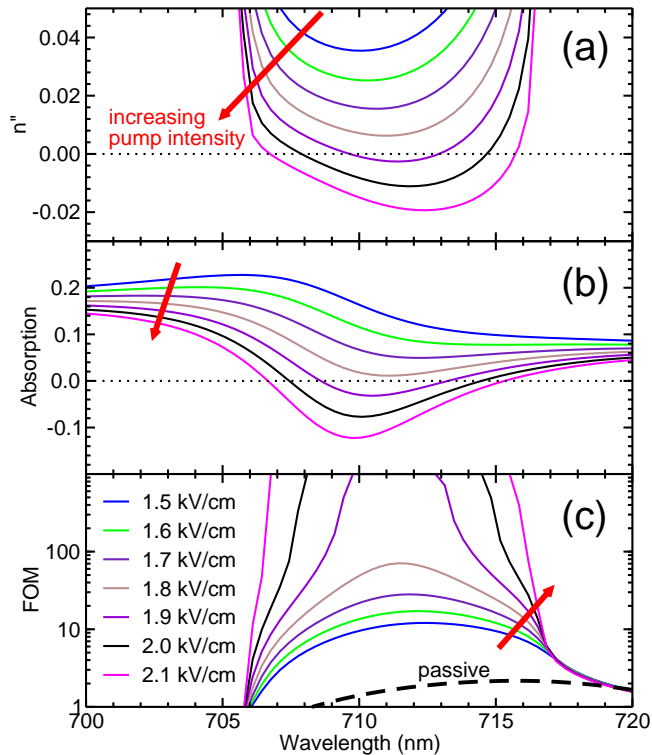 0.04
0.02
0.00
-0.02
n"
(a)
increasing
pump intensity
0.2
0.1
0.0
-0.1
Absorption
(b)
100
10
1
FOM
(c)
1.5 kV/cm
1.6 kV/cm
1.7 kV/cm
1.8 kV/cm
1.9 kV/cm
2.0 kV/cm
2.1 kV/cm
passive
700 705 710 715 720
Wavelength (nm)